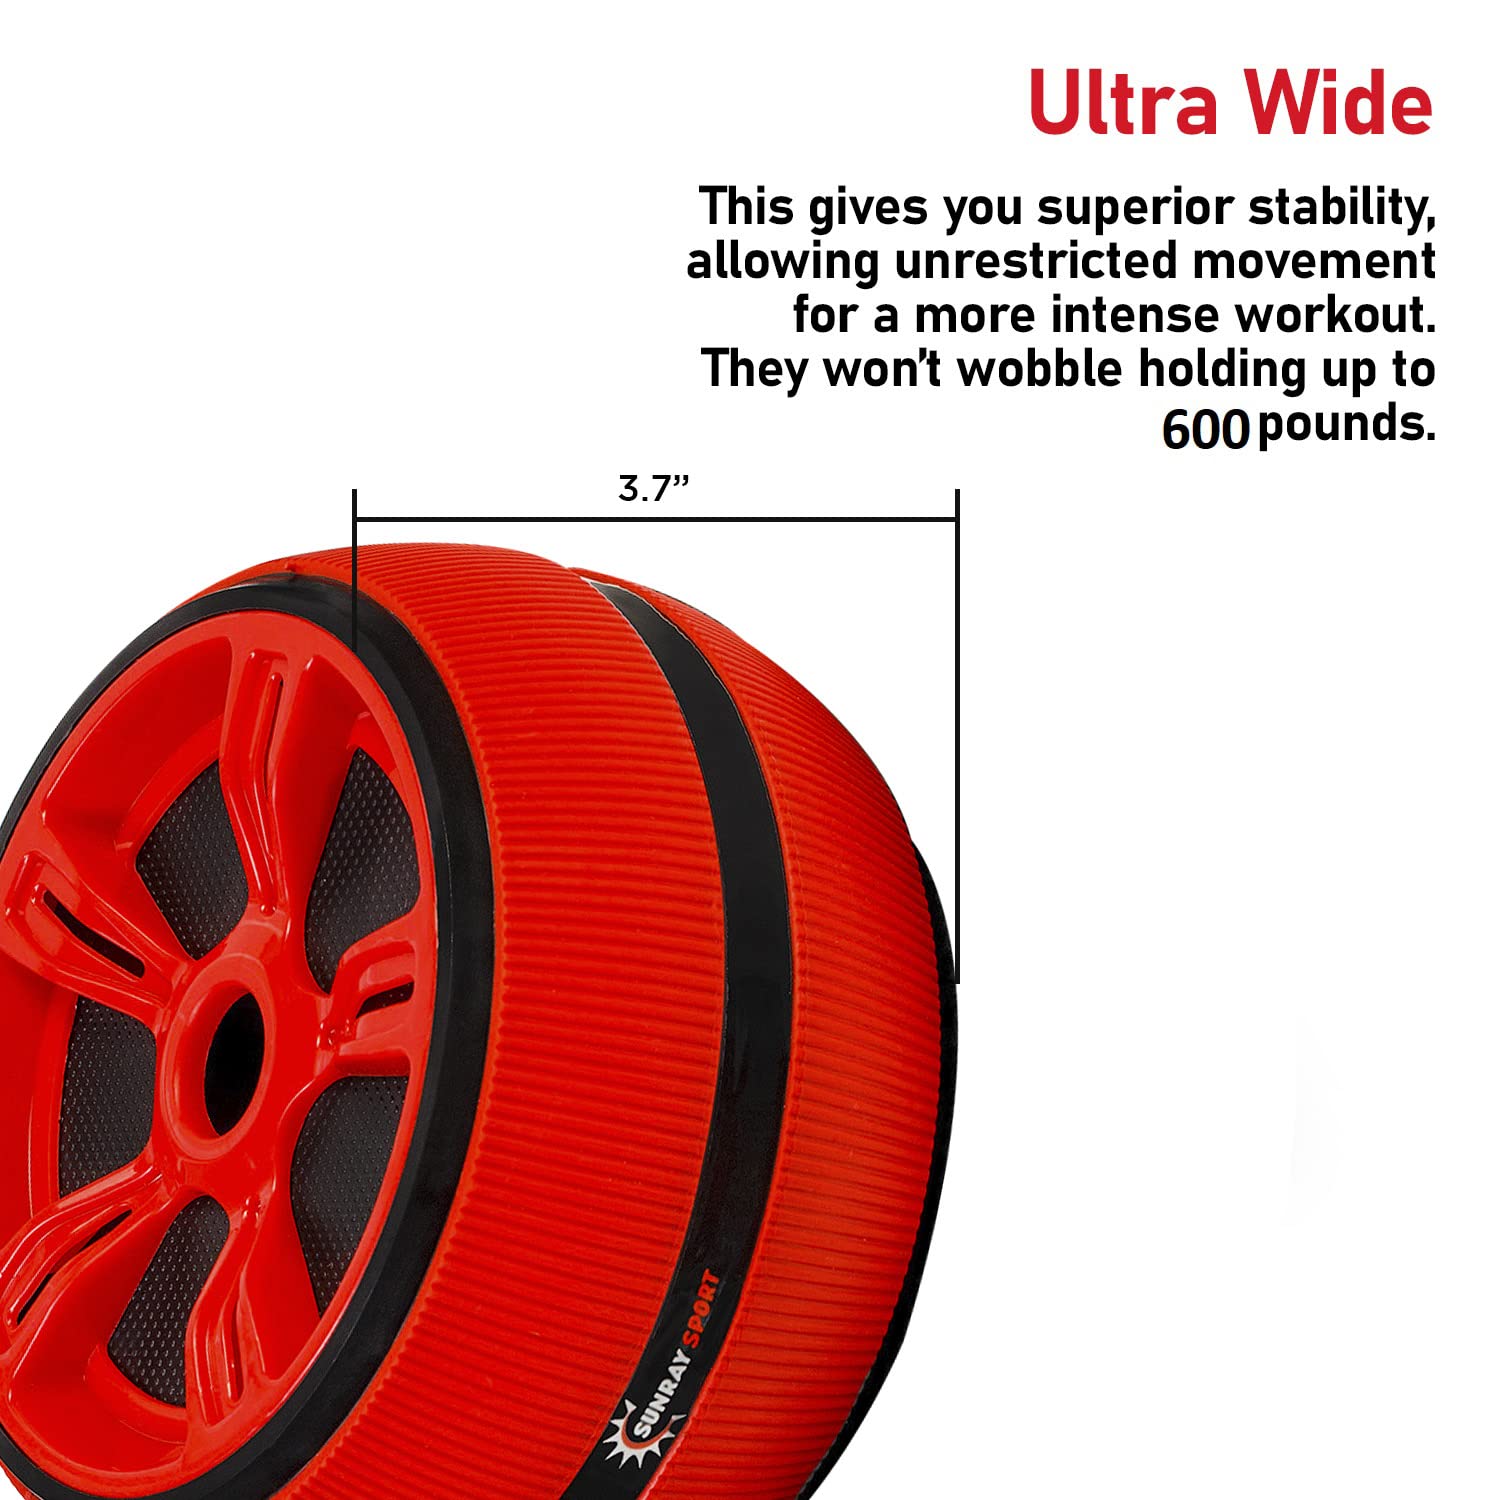 Ultra Wide
This gives you superior stability,
allowing unrestricted movement
for a more intense workout.
They won't wobble holding up to
600 pounds.
3.7”
SUNRAY SPORT